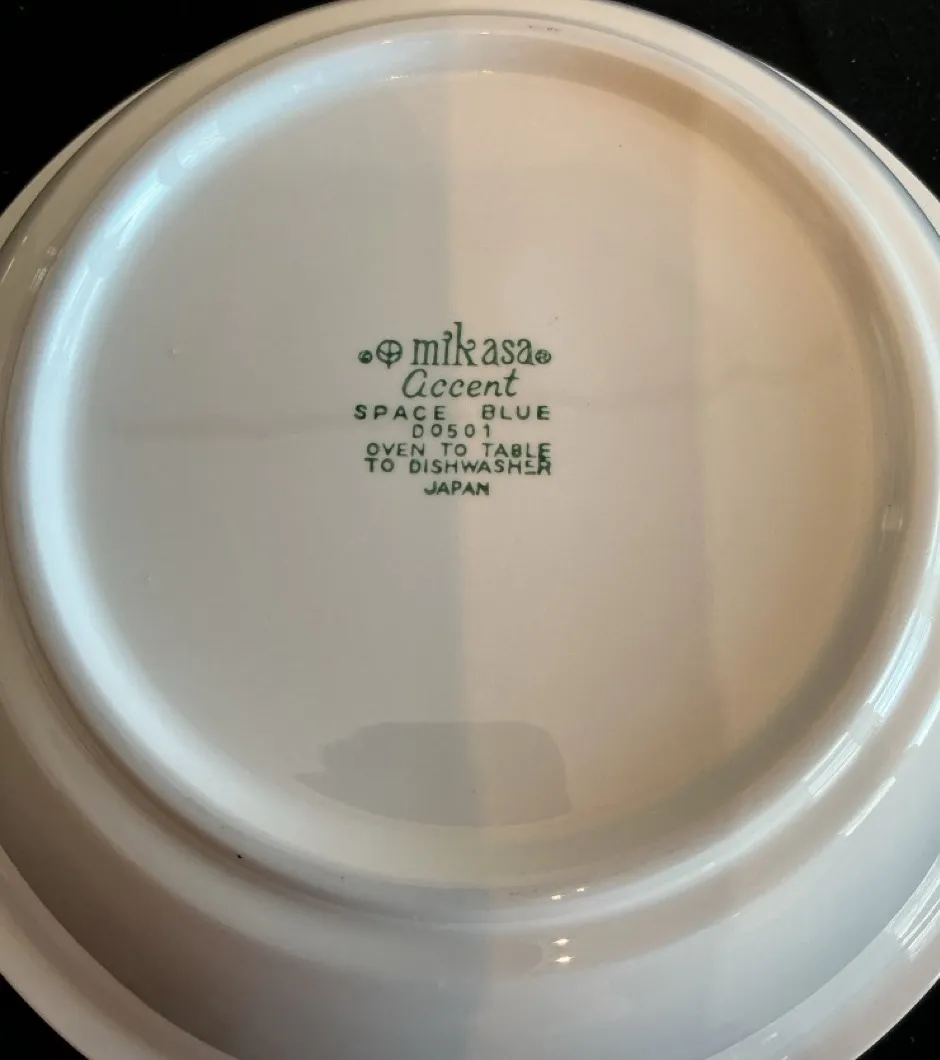 mikasa
accent
SPACE BLUE
D0501
OVEN TO TABLE
TO DISHWASHER
JAPAN